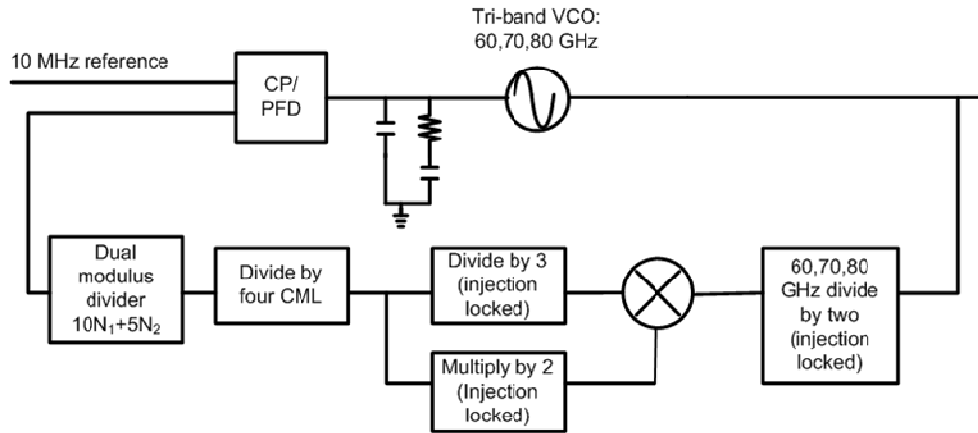 Tri-band VCO:
60,70,80 GHz
10 MHz reference
CP/
PFD
Dual
modulus
divider
10N₁+5N₂
Divide by
four CML
Divide by 3
(injection
locked)
Multiply by 2
(Injection
locked)
60,70,80
GHz divide
by two
(injection
locked)